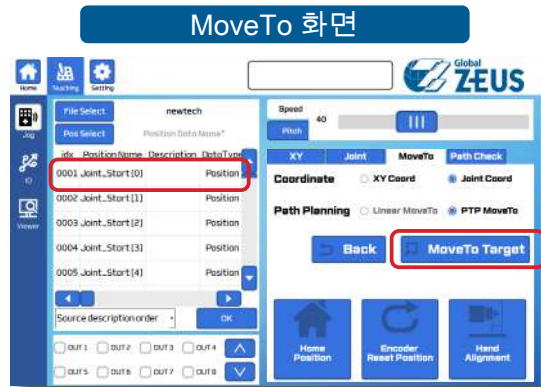 MoveTo 화면
Home
Teaching
Setting
Global
ZEUS
Jog
IO
Viewer
File Select newtech
Pos Select Position Data Name*
idx PositionName Description DataType
0001 Joint_Start[0] Position
0002 Joint_Start[1] Position
0003 Joint_Start[2] Position
0004 Joint_Start[3] Position
0005 Joint_Start[4] Position
Source description order OK
OUT1 OUT2 OUT3 OUT4
OUT5 OUT6 OUT7 OUT8
Speed
40
Pitch
XY Joint MoveTo Path Check
Coordinate XY Coord Joint Coord
Path Planning Linear MoveTo PTP MoveTo
Back MoveTo Target
Home
Position
Encoder
Reset Position
Hand
Alignment